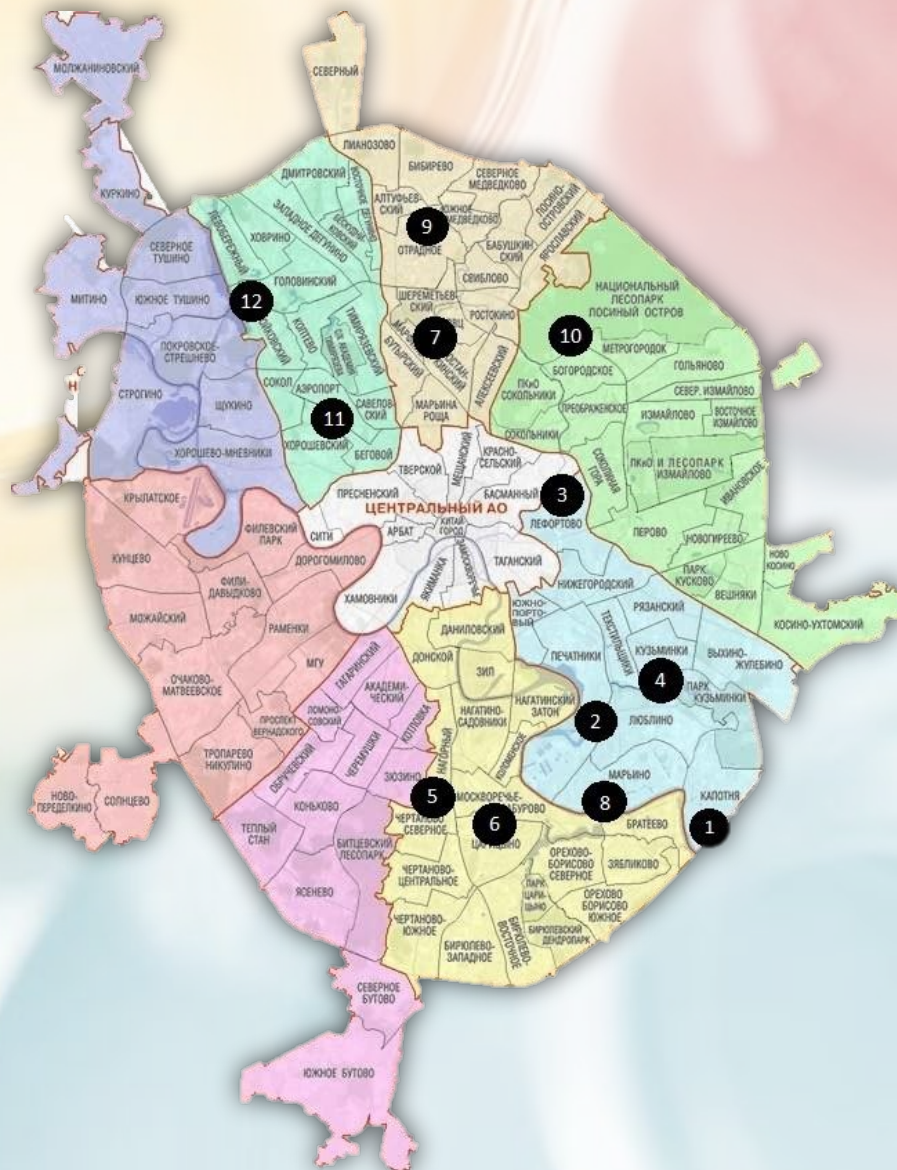 МОЛЖАНИНОВСКИЙ
СЕВЕРНЫЙ
КУРКИНО
ЛИАНОЗОВО
БИБИРЕВО
СЕВЕРНОЕ
МЕДВЕДКОВО
ДМИТРОВСКИЙ
ВОСТОЧНОЕ ДЕГУНИНО
АЛТУФЬЕВ-
СКИЙ
ЮЖНОЕ
МЕДВЕДКОВО
ЛОСИНО-
ОСТРОВСКИЙ
ЯРОСЛАВСКИЙ
ЛЕВОБЕРЕЖНЫЙ
ХОВРИНО
ЗАПАДНОЕ ДЕГУНИНО
БЕСКУДНИ-
КОВСКИЙ
9
ОТРАДНОЕ
БАБУШКИН
СКИЙ
СЕВЕРНОЕ
ТУШИНО
МИТИНО
ЮЖНОЕ ТУШИНО
12
ГОЛОВИНСКИЙ
СВИБЛОВО
НАЦИОНАЛЬНЫЙ
ЛЕСОПАРК
ЛОСИНЫЙ ОСТРОВ
ШЕРЕМЕТЬЕВ-
СКИЙ
РОСТОКИНО
КОПТЕВО
ТИМИРЯЗЕВСКИЙ
7
БУТЫРСКИЙ
10
МЕТРОГОРОДОК
ПОКРОВСКОЕ-
СТРЕШНЕВО
БОГОРОДСКОЕ
ГОЛЬЯНОВО
АЛЕКСЕЕВСКИЙ
СТРОГИНО
ЩУКИНО
СОКОЛ
АЭРОПОРТ
САВЕЛОВ-
СКИЙ
МАРЬИНА
РОЩА
ПКиО
СОКОЛЬНИКИ
ПРЕОБРАЖЕНСКОЕ
СЕВЕР. ИЗМАЙЛОВО
ИЗМАЙЛОВО
ВОСТОЧНОЕ
ИЗМАЙЛОВО
11
ХОРОШЕВСКИЙ
БЕГОВОЙ
СОКОЛЬНИКИ
ХОРОШЕВО-МНЕВНИКИ
ТВЕРСКОЙ
МЕЩАНСКИЙ
КРАСНО-
СЕЛЬСКИЙ
СОКОЛИНАЯ
ГОРА
ПКиО И ЛЕСОПАРК
ИЗМАЙЛОВО
ИВАНОВСКОЕ
КРЫЛАТСКОЕ
ПРЕСНЕНСКИЙ
БАСМАННЫЙ
3
ЦЕНТРАЛЬНЫЙ АО
ЛЕФОРТОВО
ФИЛЕВСКИЙ
ПАРК
СИТИ
АРБАТ
КИТАЙ
ГОРОД
ПЕРОВО
НОВОГИРЕЕВО
КУНЦЕВО
ДОРОГОМИЛОВО
ЯКИМАНКА
ЗАМОСКВОРЕЧЬЕ
ТАГАНСКИЙ
НОВО
КОСИНО
ФИЛИ-
ДАВЫДКОВО
ХАМОВНИКИ
НИЖЕГОРОДСКИЙ
ПАРК
КУСКОВО
ВЕШНЯКИ
МОЖАЙСКИЙ
РАМЕНКИ
ДАНИЛОВСКИЙ
ЮЖНО-
ПОРТО-
ВЫЙ
РЯЗАНСКИЙ
КОСИНО-УХТОМСКИЙ
ТЕКСТИЛЬЩИКИ
МГУ
ГАГАРИНСКИЙ
ДОНСКОЙ
ПЕЧАТНИКИ
КУЗЬМИНКИ
ВЫХИНО-
ЖУЛЕБИНО
ЗИЛ
4
ОЧАКОВО-
МАТВЕЕВСКОЕ
АКАДЕМИ-
ЧЕСКИЙ
НАГАТИНСКИЙ
ЗАТОН
ПАРК
КУЗЬМИНКИ
ПРОСПЕКТ
ВЕРНАДСКОГО
ЛОМОНО-
СОВСКИЙ
КОТЛОВКА
НАГАТИНО-
САДОВНИКИ
2
ЛЮБЛИНО
ТРОПАРЕВО
НИКУЛИНО
ОБРУЧЕВСКИЙ
ЧЕРЕМУШКИ
НАГОРНЫЙ
КОЛОМЕНСКОЕ
ЗЮЗИНО
МАРЬИНО
НОВО-
ПЕРЕДЕЛКИНО
СОЛНЦЕВО
КОНЬКОВО
5
МОСКВОРЕЧЬЕ-
8
КАПОТНЯ
ТЕПЛЫЙ
СТАН
БИТЦЕВСКИЙ
ЛЕСОПАРК
ЧЕРТАНОВО
СЕВЕРНОЕ
6
БРАТЕЕВО
1
ОРЕХОВО-
БОРИСОВО
СЕВЕРНОЕ
ЗЯБЛИКОВО
ЧЕРТАНОВО-
ЦЕНТРАЛЬНОЕ
ЯСЕНЕВО
ПАРК
ЦАРИ-
ЦЫНО
ОРЕХОВО
БОРИСОВО
ЮЖНОЕ
ЧЕРТАНОВО-
ЮЖНОЕ
БИРЮЛЕВО-
ВОСТОЧНОЕ
БИРЮЛЕВСКИЙ
ДЕНДРОПАРК
БИРЮЛЕВО-
ЗАПАДНОЕ
СЕВЕРНОЕ
БУТОВО
ЮЖНОЕ БУТОВО